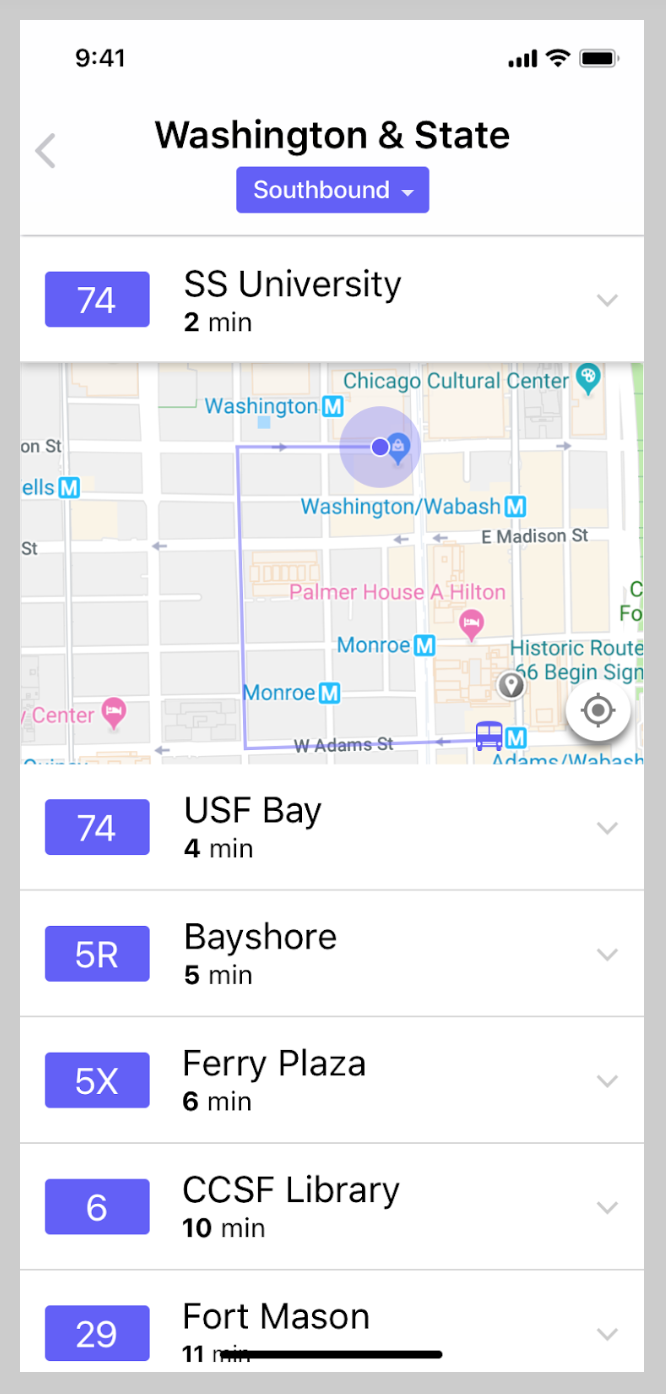 9:41
Washington & State
Southbound
74
SS University
2 min
Chicago Cultural Center
Washington M
on St
ells M
Washington/Wabash M
E Madison St
St
Palmer House A Hilton
C
Fo
Monroe M
Historic Route
66 Begin Sign
Monroe M
y Center
W Adams St
M
Adams/Wabash
74
USF Bay
4 min
5R
Bayshore
5 min
5X
Ferry Plaza
6 min
6
CCSF Library
10 min
29
Fort Mason
11 min